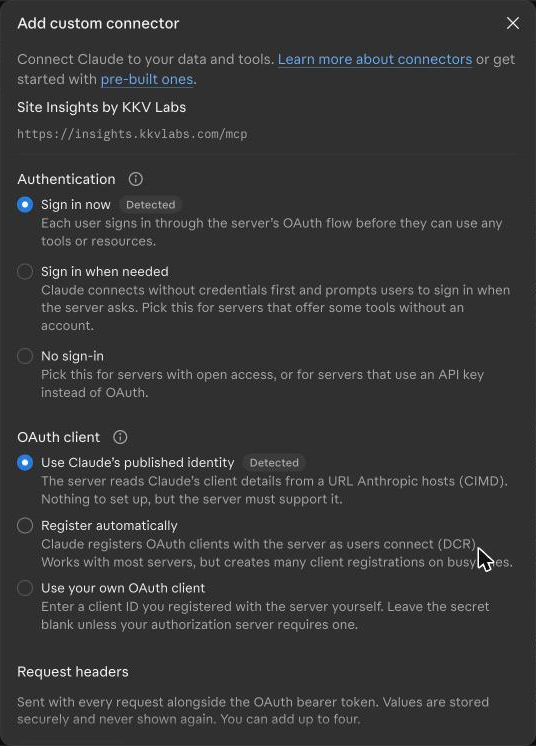 Add custom connector
Connect Claude to your data and tools. Learn more about connectors or get
started with pre-built ones.
Site Insights by KKV Labs
https://insights.kkvlabs.com/mcp
Authentication
Sign in now Detected
Each user signs in through the server's OAuth flow before they can use any
tools or resources.
Sign in when needed
Claude connects without credentials first and prompts users to sign in when
the server asks. Pick this for servers that offer some tools without an
account.
No sign-in
Pick this for servers with open access, or for servers that use an API key
instead of OAuth.
OAuth client
Use Claude's published identity Detected
The server reads Claude's client details from a URL Anthropic hosts (CIMD).
Nothing to set up, but the server must support it.
Register automatically
Claude registers OAuth clients with the server as users connect (DCR).
Works with most servers, but creates many client registrations on busy
Use your own OAuth client
Enter a client ID you registered with the server yourself. Leave the secret
blank unless your authorization server requires one.
Request headers
Sent with every request alongside the OAuth bearer token. Values are stored
securely and never shown again. You can add up to four.